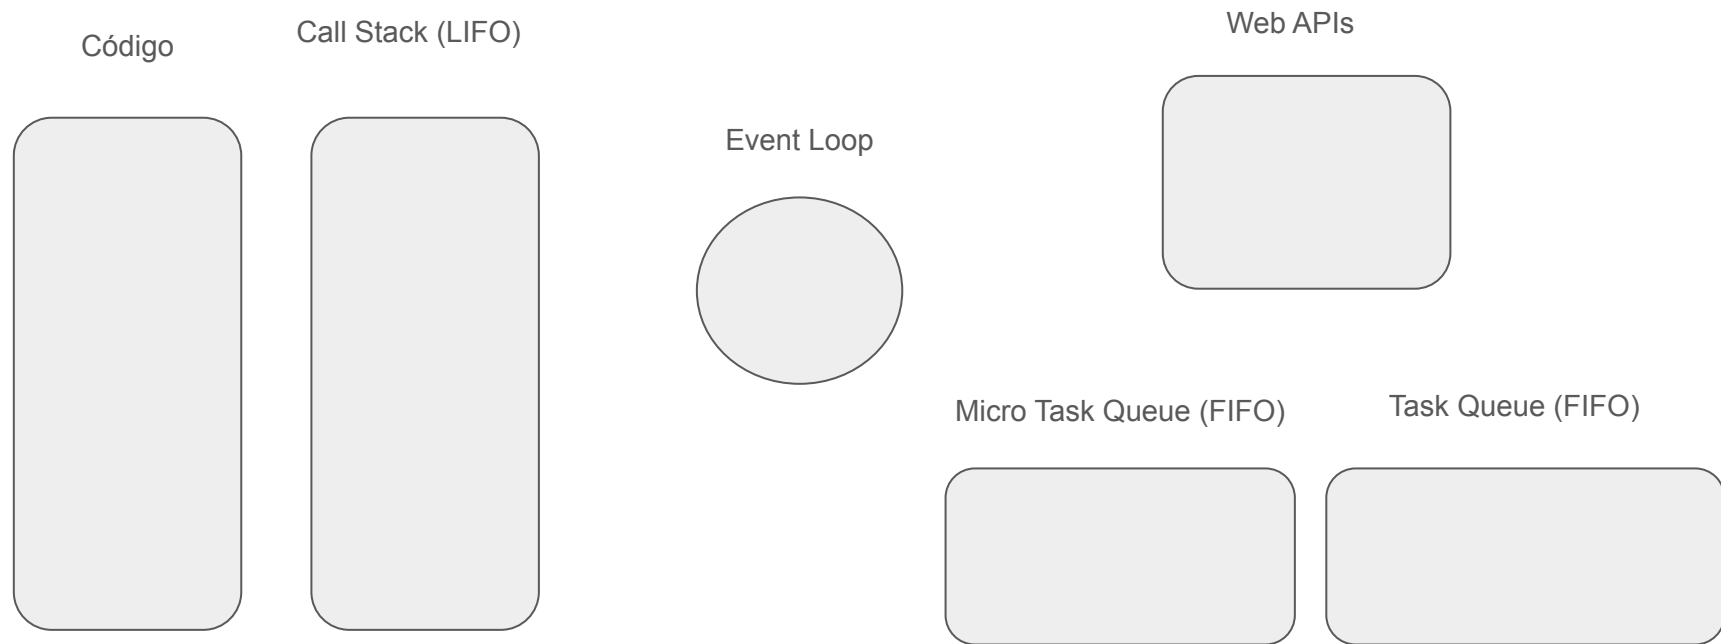 Código
Call Stack (LIFO)
Web APIs
Event Loop
Micro Task Queue (FIFO)
Task Queue (FIFO)